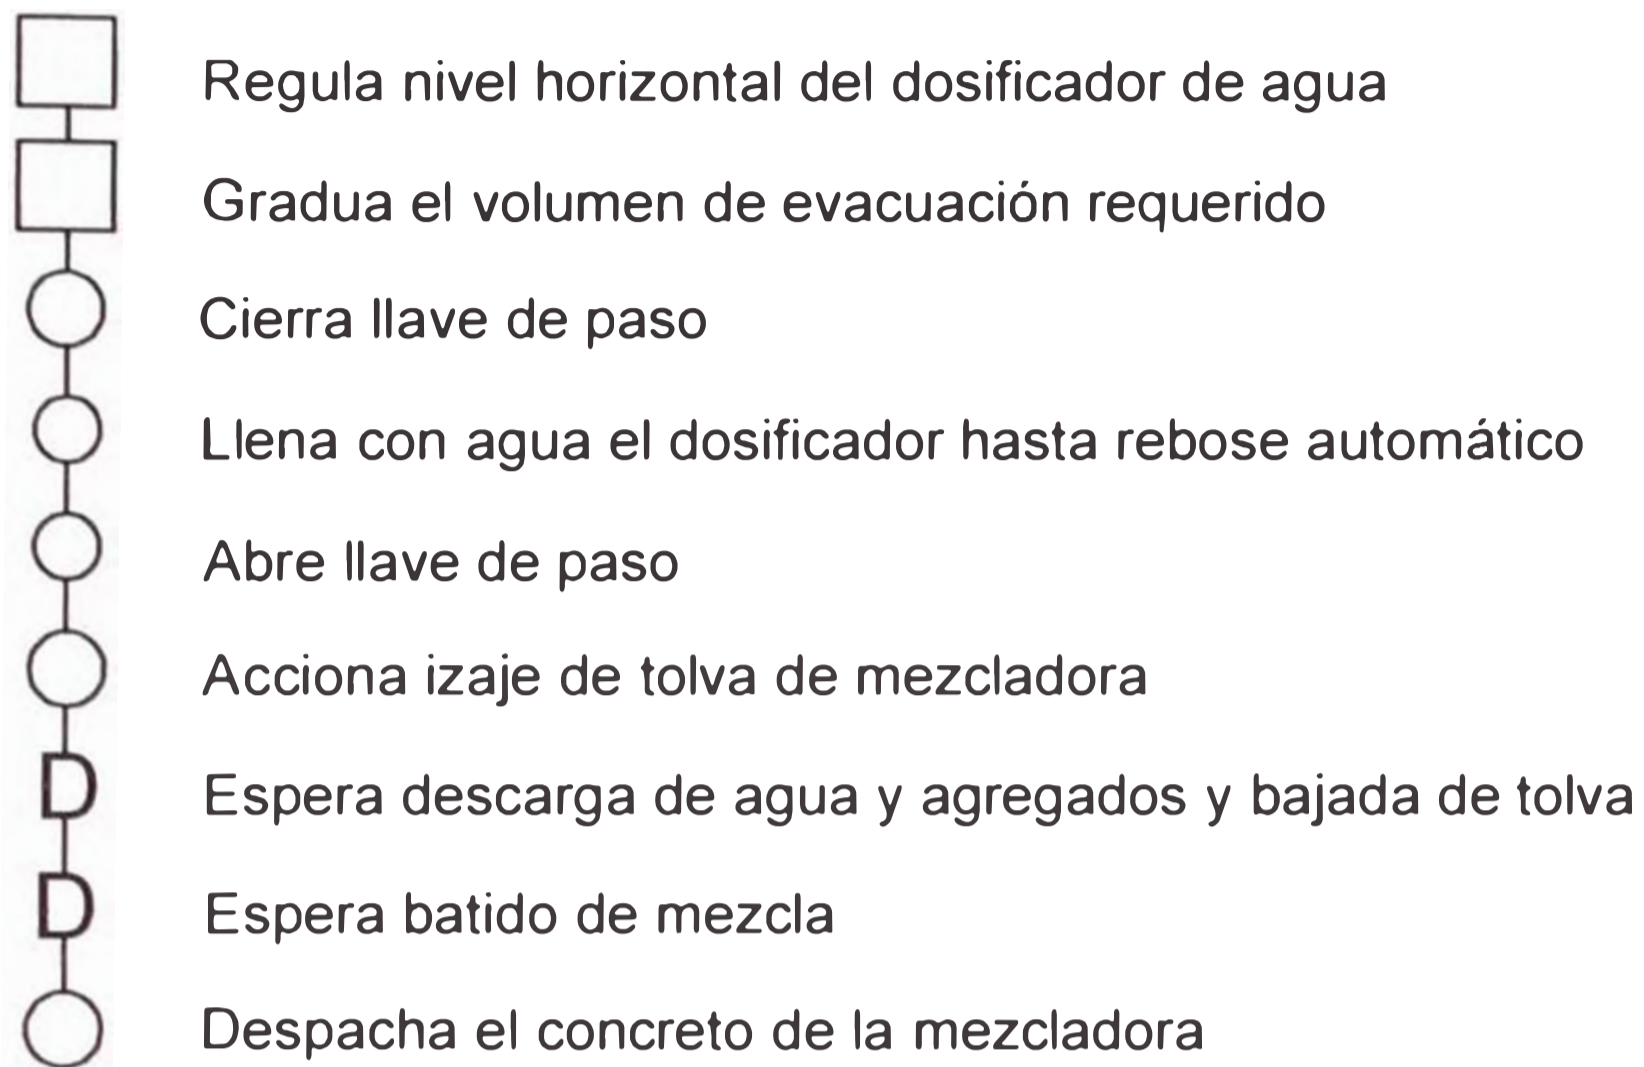 Regula nivel horizontal del dosificador de agua
Gradua el volumen de evacuación requerido
Cierra llave de paso
Llena con agua el dosificador hasta rebose automático
Abre llave de paso
Acciona izaje de tolva de mezcladora
D Espera descarga de agua y agregados y bajada de tolva
D Espera batido de mezcla
Despacha el concreto de la mezcladora